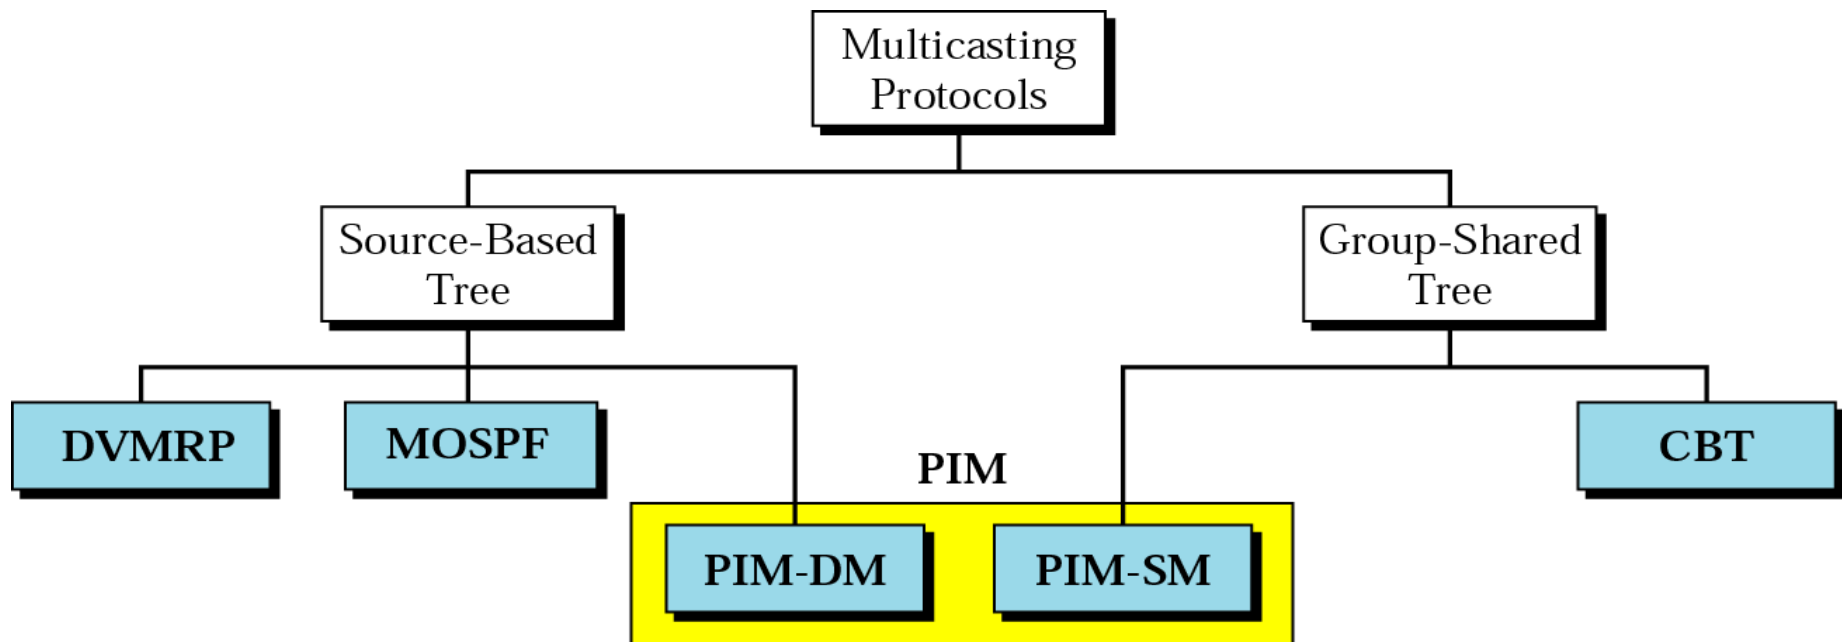 Multicasting
Protocols
Source-Based
Tree
Group-Shared
Tree
DVMRP
MOSPF
CBT
PIM
PIM-DM
PIM-SM